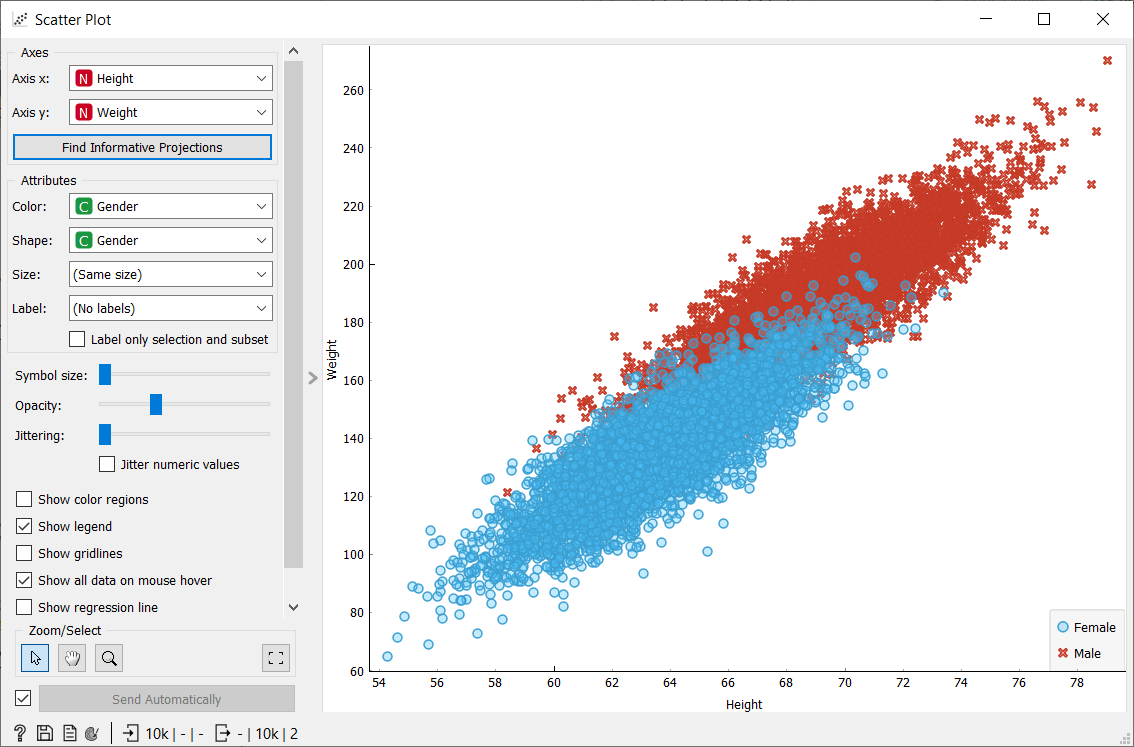 Scatter Plot
Axes
Axis x: N Height
Axis y: N Weight
Find Informative Projections
Attributes
Color: C Gender
Shape: C Gender
Size: (Same size)
Label: (No labels)
Label only selection and subset
Symbol size:
Opacity:
Jittering:
Jitter numeric values
Show color regions
Show legend
Show gridlines
Show all data on mouse hover
Show regression line
Zoom/Select
Send Automatically
? 10k | - | - - | 10k | 2
Weight
260
240
220
200
180
160
140
120
100
80
60
54 56 58 60 62 64 66 68 70 72 74 76 78
Height
Female
Male